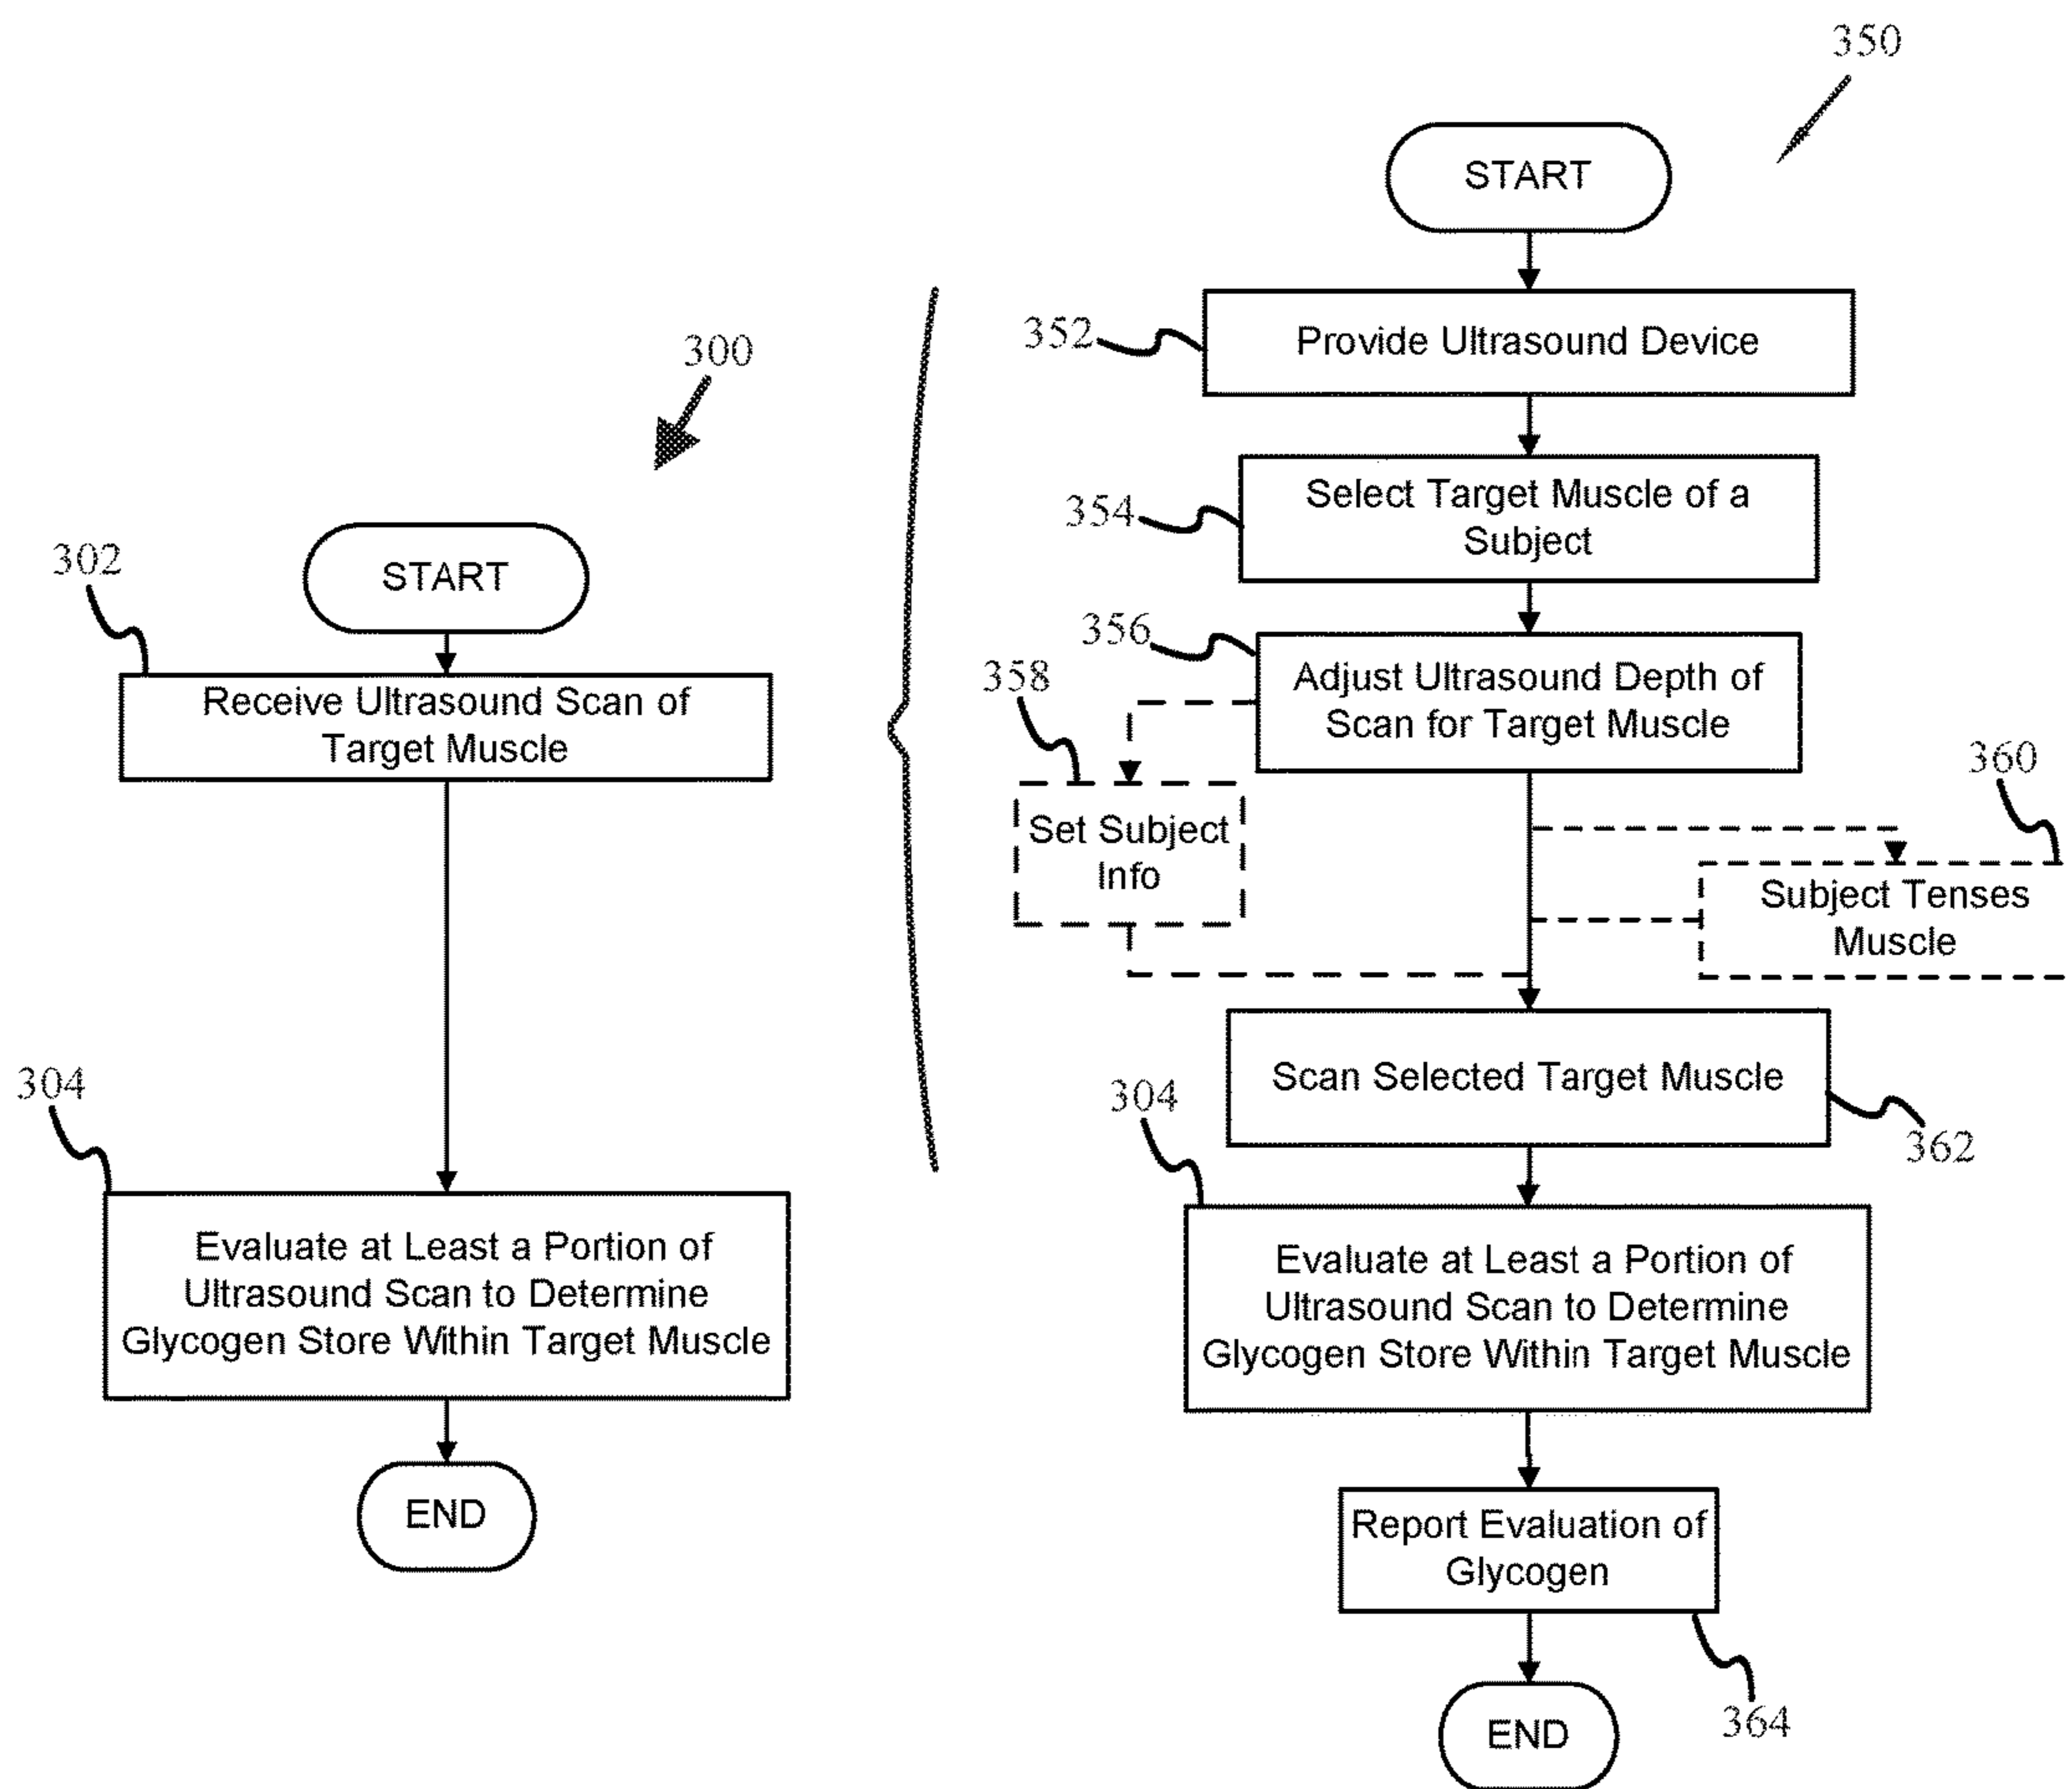 300
START
302
Receive Ultrasound Scan of
Target Muscle
304
Evaluate at Least a Portion of
Ultrasound Scan to Determine
Glycogen Store Within Target Muscle
END
350
START
352
Provide Ultrasound Device
354
Select Target Muscle of a
Subject
356
Adjust Ultrasound Depth of
Scan for Target Muscle
358
Set Subject
Info
360
Subject Tenses
Muscle
Scan Selected Target Muscle
362
304
Evaluate at Least a Portion of
Ultrasound Scan to Determine
Glycogen Store Within Target Muscle
Report Evaluation of
Glycogen
364
END